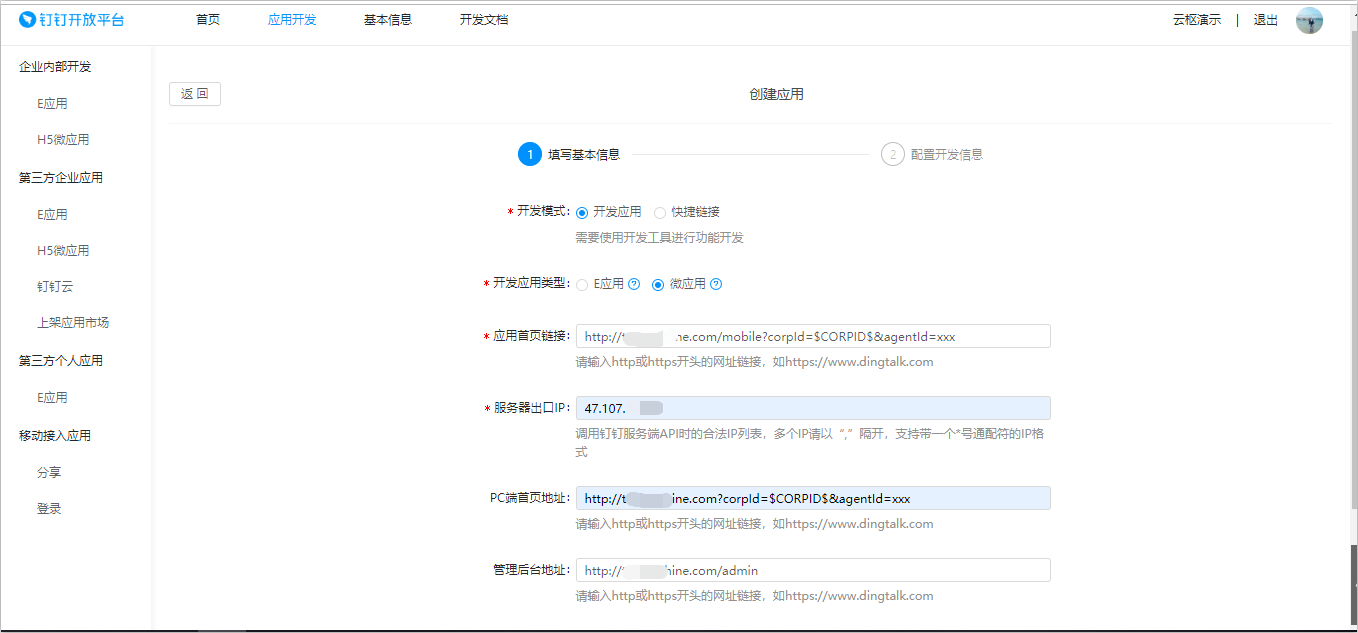 钉钉开放平台 首页 应用开发 基本信息 开发文档 云枢演示 | 退出
企业内部开发
E应用
H5微应用
第三方企业应用
E应用
H5微应用
钉钉云
上架应用市场
第三方个人应用
E应用
移动接入应用
分享
登录
返 回 创建应用
1 填写基本信息 2 配置开发信息
* 开发模式: 开发应用 快捷链接
需要使用开发工具进行功能开发
* 开发应用类型: E应用 ? 微应用 ?
* 应用首页链接: http://t ne.com/mobile?corpId=$CORPID$&agentId=xxx
请输入http或https开头的网址链接，如https://www.dingtalk.com
* 服务器出口IP: 47.107.
调用钉钉服务端API时的合法IP列表，多个IP请以“,”隔开，支持带一个*号通配符的IP格
式
PC端首页地址: http://t ine.com?corpId=$CORPID$&agentId=xxx
请输入http或https开头的网址链接，如https://www.dingtalk.com
管理后台地址: http:// hine.com/admin
请输入http或https开头的网址链接，如https://www.dingtalk.com